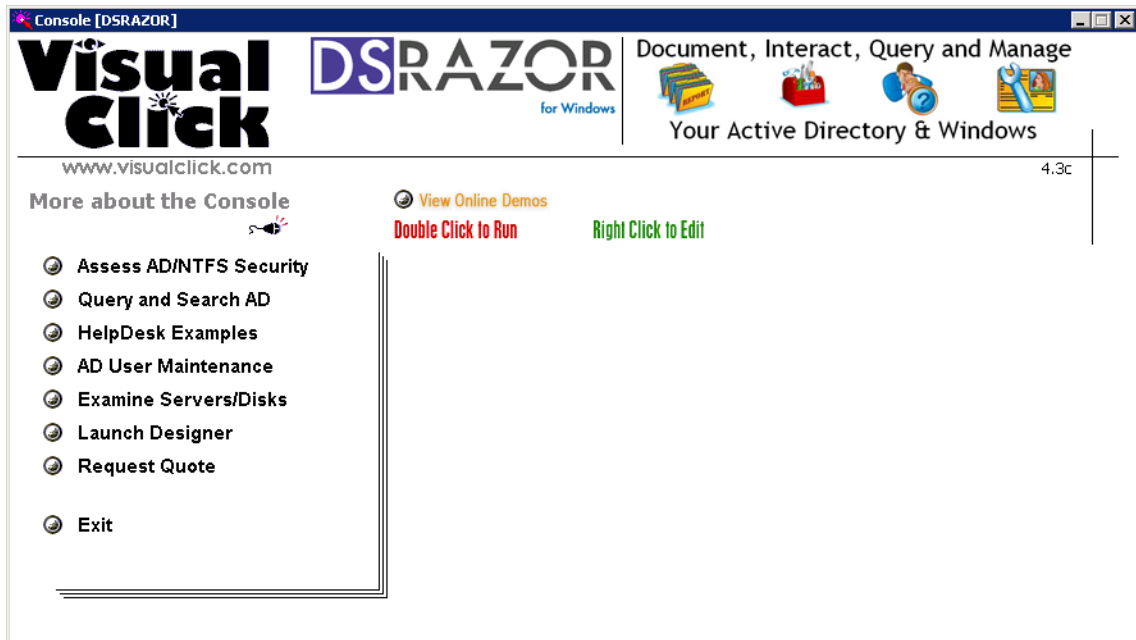 Console [DSRAZOR]
Visual
Click
DSRAZOR
for Windows
Document, Interact, Query and Manage
REPORT
Your Active Directory & Windows
www.visualclick.com
4.3c
More about the Console
View Online Demos
Double Click to Run
Right Click to Edit
Assess AD/NTFS Security
Query and Search AD
HelpDesk Examples
AD User Maintenance
Examine Servers/Disks
Launch Designer
Request Quote
Exit